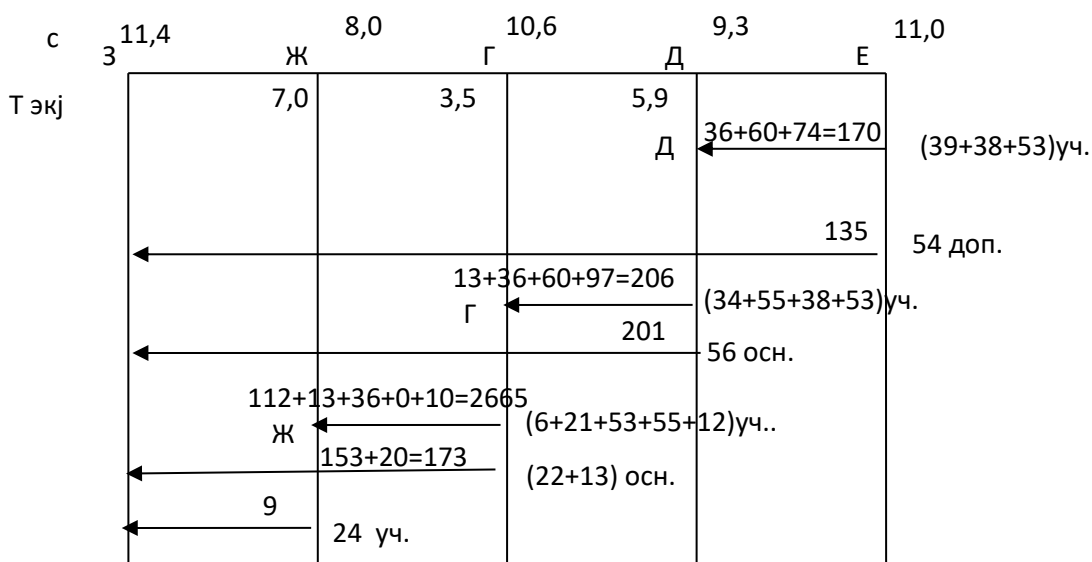 с 11,4 8,0 10,6 9,3 11,0
З Ж Г Д Е
Т экј 7,0 3,5 5,9
36+60+74=170
Д (39+38+53)уч.
135
54 доп.
13+36+60+97=206
Г (34+55+38+53)уч.
201
56 осн.
112+13+36+0+10=2665
Ж (6+21+53+55+12)уч..
153+20=173
(22+13) осн.
9
24 уч.